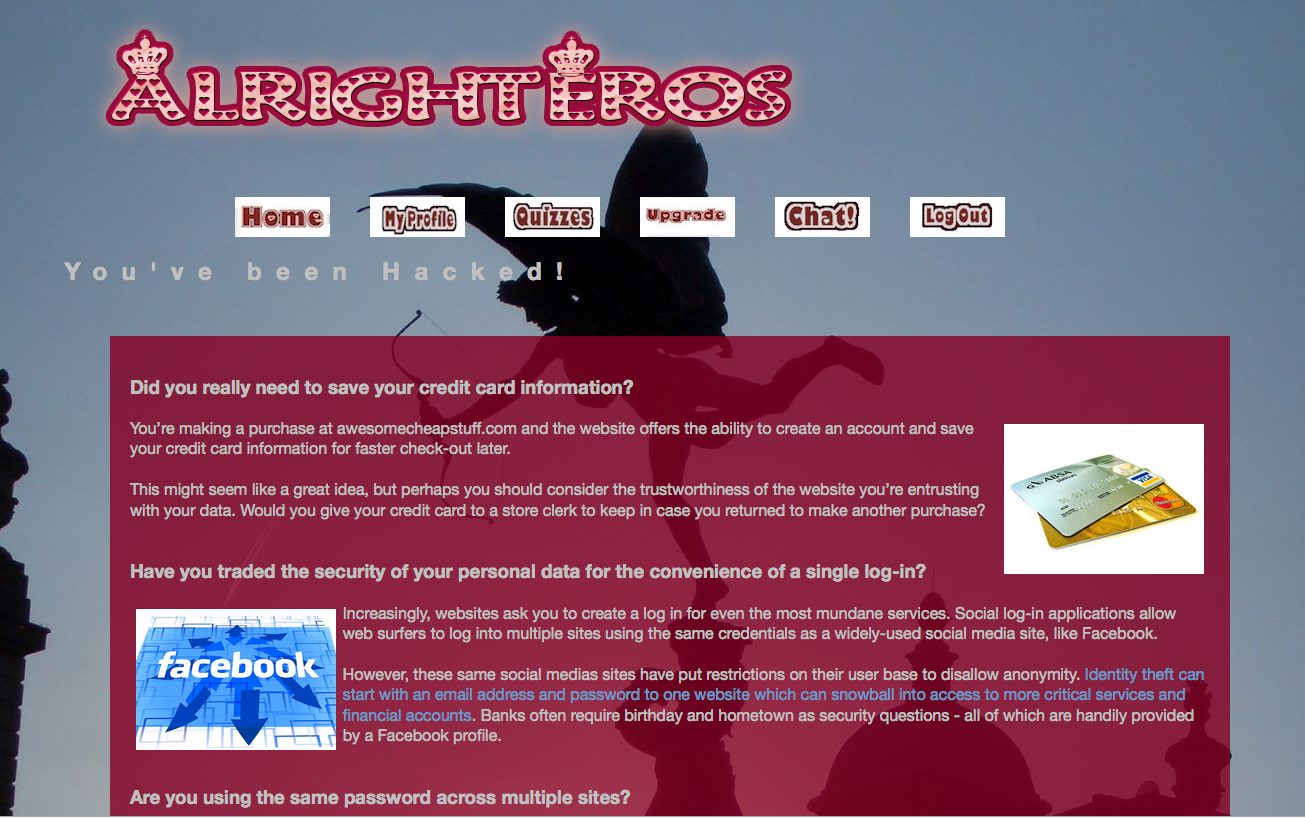 ALRIGHTEROS
Home
My Profile
Quizzes
Upgrade
Chat!
Log Out
You've been Hacked!
Did you really need to save your credit card information?
You’re making a purchase at awesomecheapstuff.com and the website offers the ability to create an account and save
your credit card information for faster check-out later.
This might seem like a great idea, but perhaps you should consider the trustworthiness of the website you’re entrusting
with your data. Would you give your credit card to a store clerk to keep in case you returned to make another purchase?
ABSA
VISA
MasterCard
Have you traded the security of your personal data for the convenience of a single log-in?
facebook
Increasingly, websites ask you to create a log in for even the most mundane services. Social log-in applications allow
web surfers to log into multiple sites using the same credentials as a widely-used social media site, like Facebook.
However, these same social medias sites have put restrictions on their user base to disallow anonymity. Identity theft can
start with an email address and password to one website which can snowball into access to more critical services and
financial accounts. Banks often require birthday and hometown as security questions - all of which are handily provided
by a Facebook profile.
Are you using the same password across multiple sites?